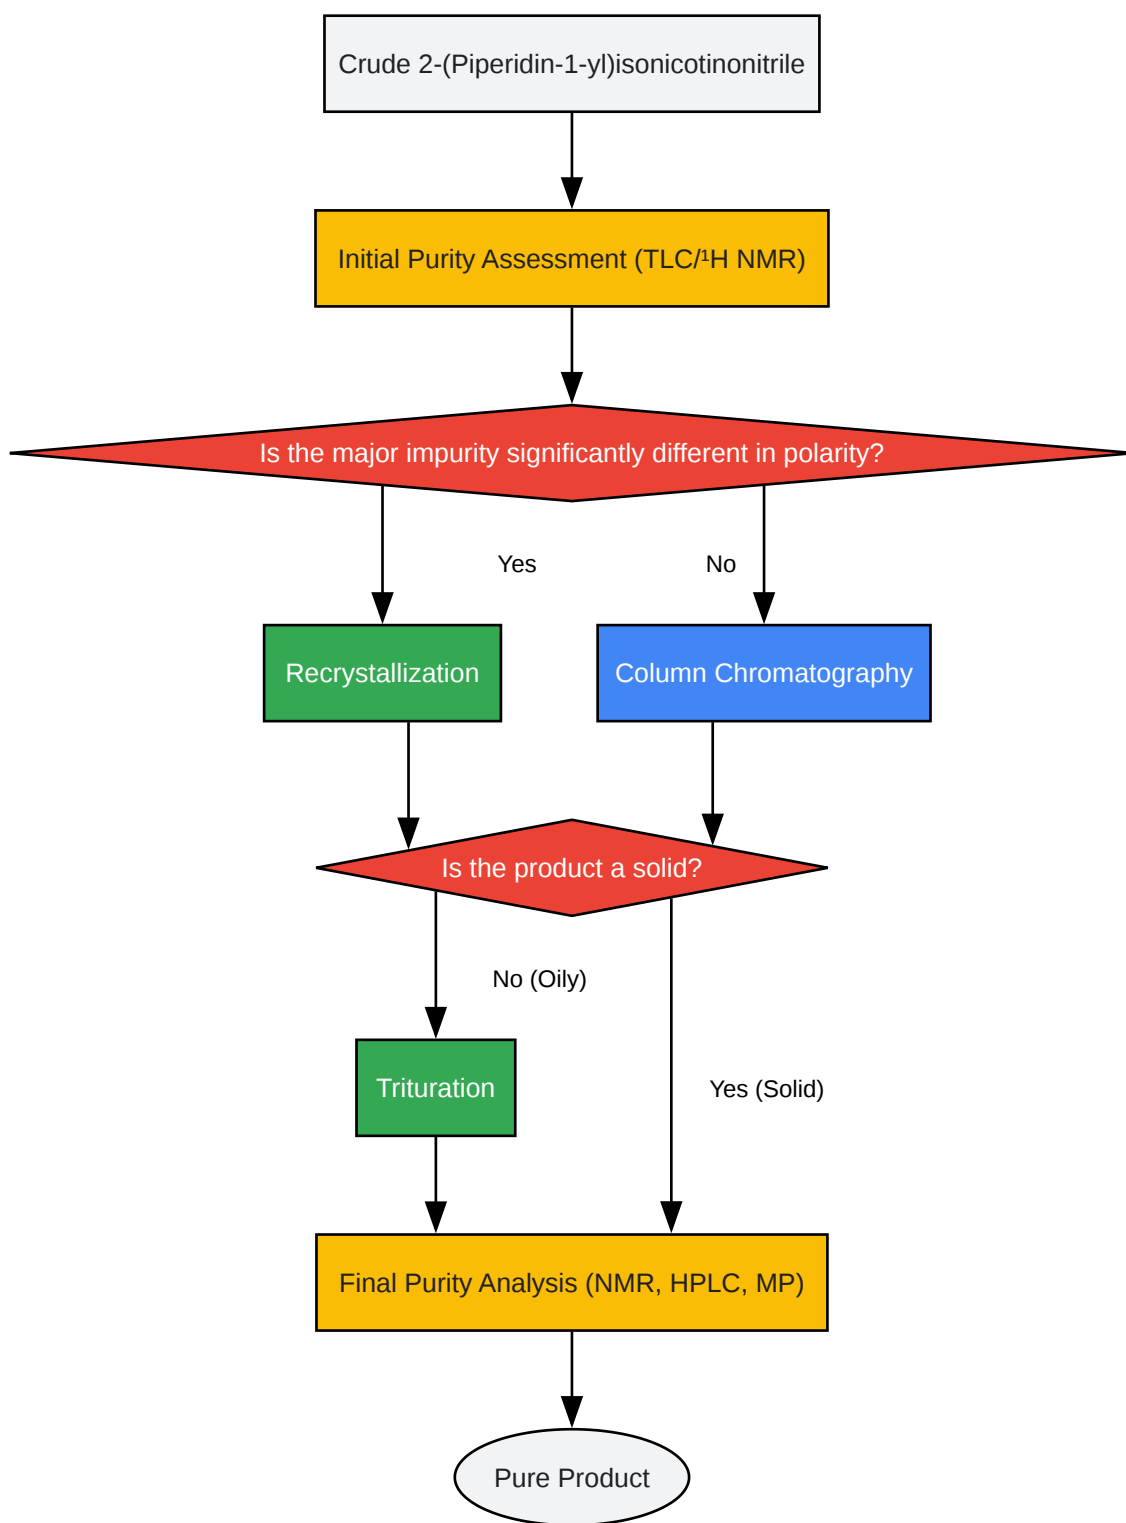 Crude 2-(Piperidin-1-yl)isonicotinonitrile
Initial Purity Assessment (TLC/¹H NMR)
Is the major impurity significantly different in polarity?
Yes
No
Recrystallization
Column Chromatography
Is the product a solid?
No (Oily)
Trituration
Yes (Solid)
Final Purity Analysis (NMR, HPLC, MP)
Pure Product